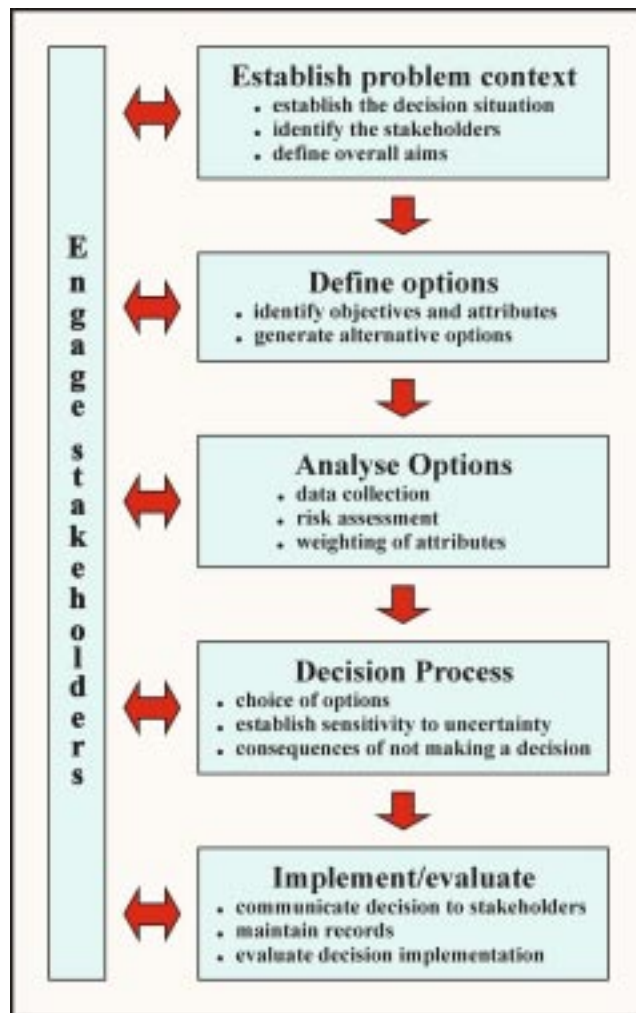 Engage stakeholders
Establish problem context
• establish the decision situation
• identify the stakeholders
• define overall aims
Define options
• identify objectives and attributes
• generate alternative options
Analyse Options
• data collection
• risk assessment
• weighting of attributes
Decision Process
• choice of options
• establish sensitivity to uncertainty
• consequences of not making a decision
Implement/evaluate
• communicate decision to stakeholders
• maintain records
• evaluate decision implementation